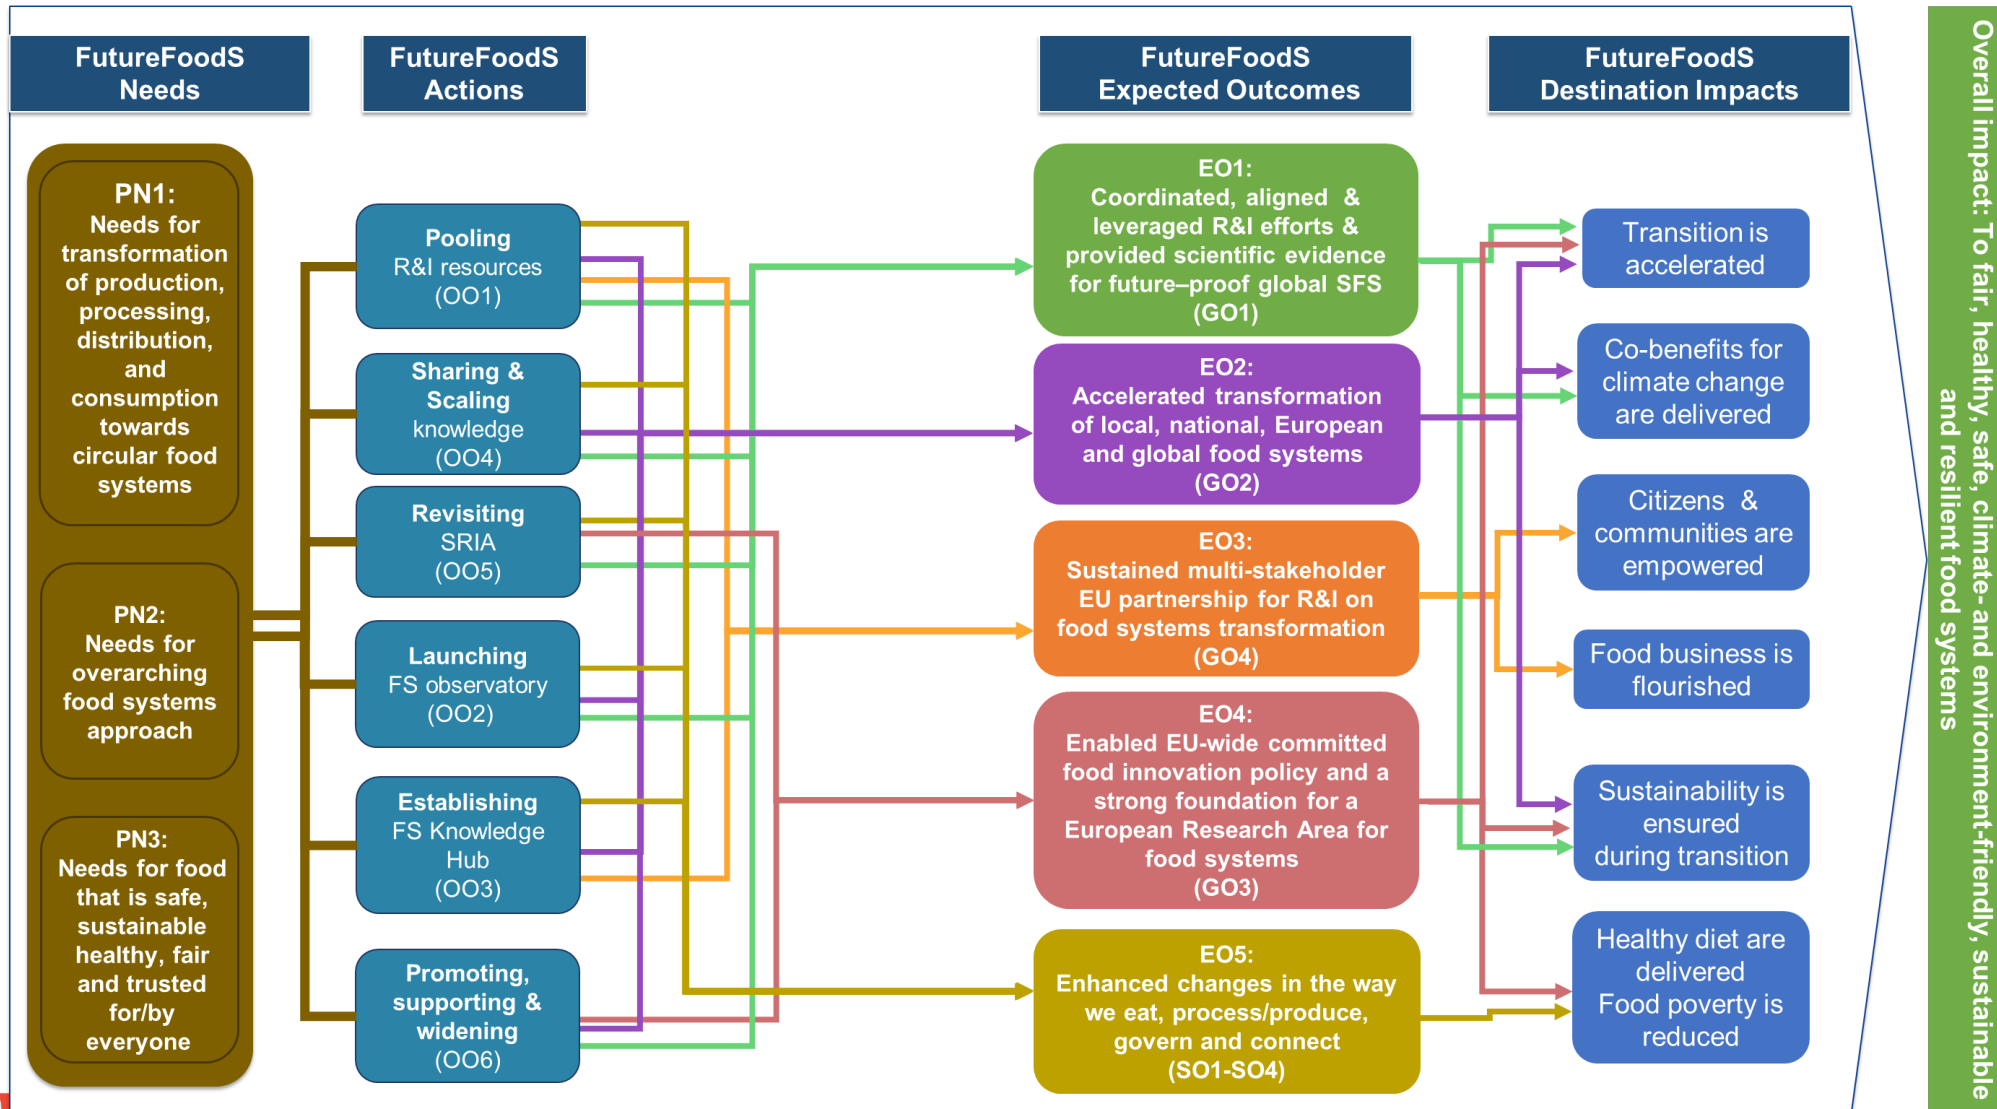 FutureFoodS
Needs
FutureFoodS
Actions
FutureFoodS
Expected Outcomes
FutureFoodS
Destination Impacts
PN1:
Needs for
transformation
of production,
processing,
distribution,
and
consumption
towards
circular food
systems
PN2:
Needs for
overarching
food systems
approach
PN3:
Needs for food
that is safe,
sustainable
healthy, fair
and trusted
for/by
everyone
Pooling
R&I resources
(OO1)
Sharing &
Scaling
knowledge
(OO4)
Revisiting
SRIA
(OO5)
Launching
FS observatory
(OO2)
Establishing
FS Knowledge
Hub
(OO3)
Promoting,
supporting &
widening
(OO6)
EO1:
Coordinated, aligned &
leveraged R&I efforts &
provided scientific evidence
for future–proof global SFS
(GO1)
EO2:
Accelerated transformation
of local, national, European
and global food systems
(GO2)
EO3:
Sustained multi-stakeholder
EU partnership for R&I on
food systems transformation
(GO4)
EO4:
Enabled EU-wide committed
food innovation policy and a
strong foundation for a
European Research Area for
food systems
(GO3)
EO5:
Enhanced changes in the way
we eat, process/produce,
govern and connect
(SO1-SO4)
Transition is
accelerated
Co-benefits for
climate change
are delivered
Citizens &
communities are
empowered
Food business is
flourished
Sustainability is
ensured
during transition
Healthy diet are
delivered
Food poverty is
reduced
Overall impact: To fair, healthy, safe, climate- and environment-friendly, sustainable
and resilient food systems